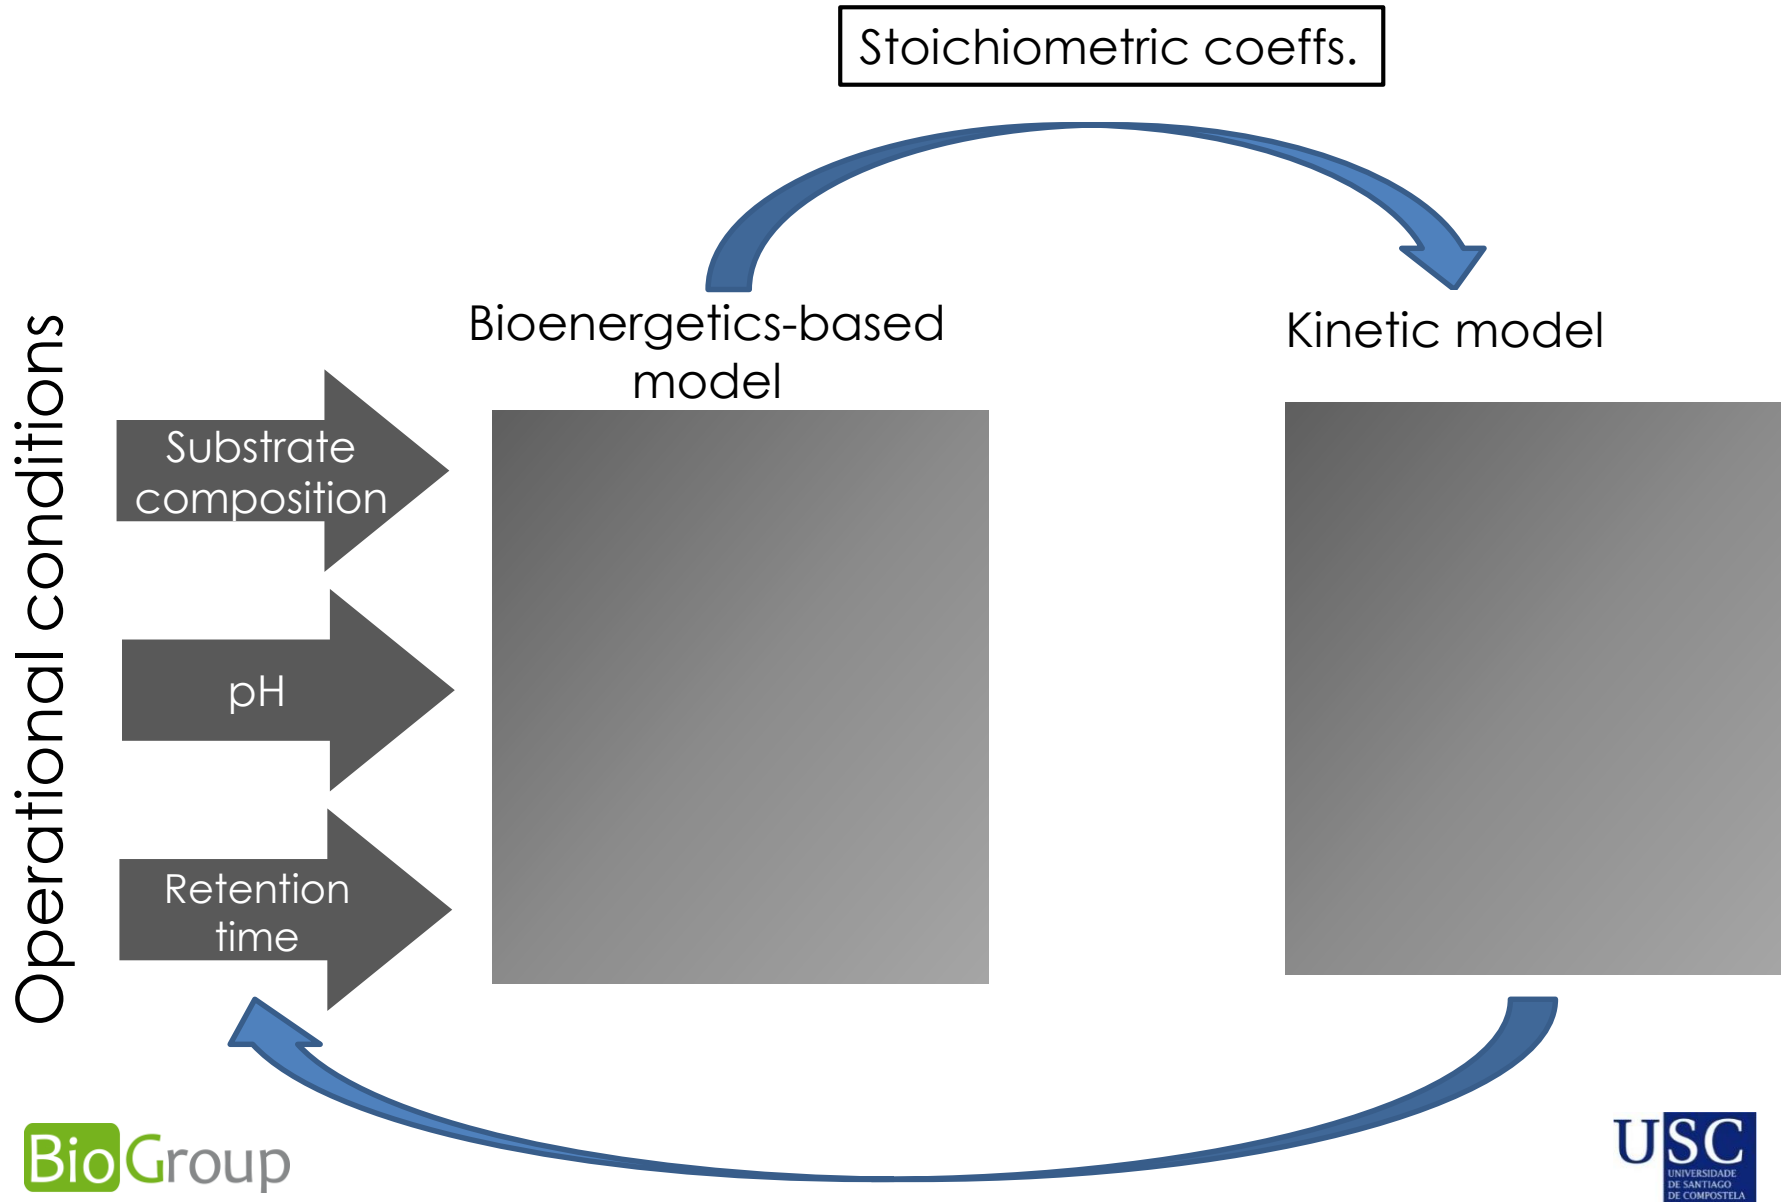 Stoichiometric coeffs.
Bioenergetics-based
model
Kinetic model
Operational conditions
Substrate
composition
pH
Retention
time
BioGroup
USC
UNIVERSIDADE
DE SANTIAGO
DE COMPOSTELA